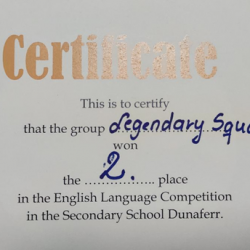 Certificate
This is to certify
that the group Legendary
won
the 2. place
in the English Language Competition
in the Secondary School Dunaferr.